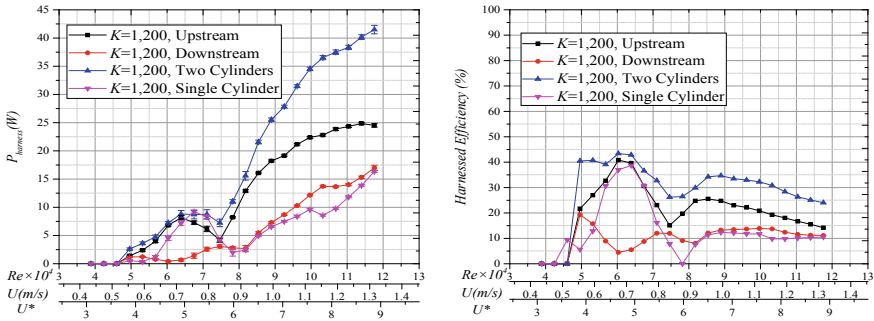 K=1,200, Upstream
K=1,200, Downstream
K=1,200, Two Cylinders
K=1,200, Single Cylinder
P_harness (W)
45
40
35
30
25
20
15
10
5
0
Re×10⁴
3 4 5 6 7 8 9 10 11 12 13
U(m/s)
0.4 0.5 0.6 0.7 0.8 0.9 1.0 1.1 1.2 1.3 1.4
U*
3 4 5 6 7 8 9
K=1,200, Upstream
K=1,200, Downstream
K=1,200, Two Cylinders
K=1,200, Single Cylinder
Harnessed Efficiency (%)
100
80
60
40
20
0
Re×10⁴
3 4 5 6 7 8 9 10 11 12 13
U(m/s)
0.4 0.5 0.6 0.7 0.8 0.9 1.0 1.1 1.2 1.3 1.4
U*
3 4 5 6 7 8 9